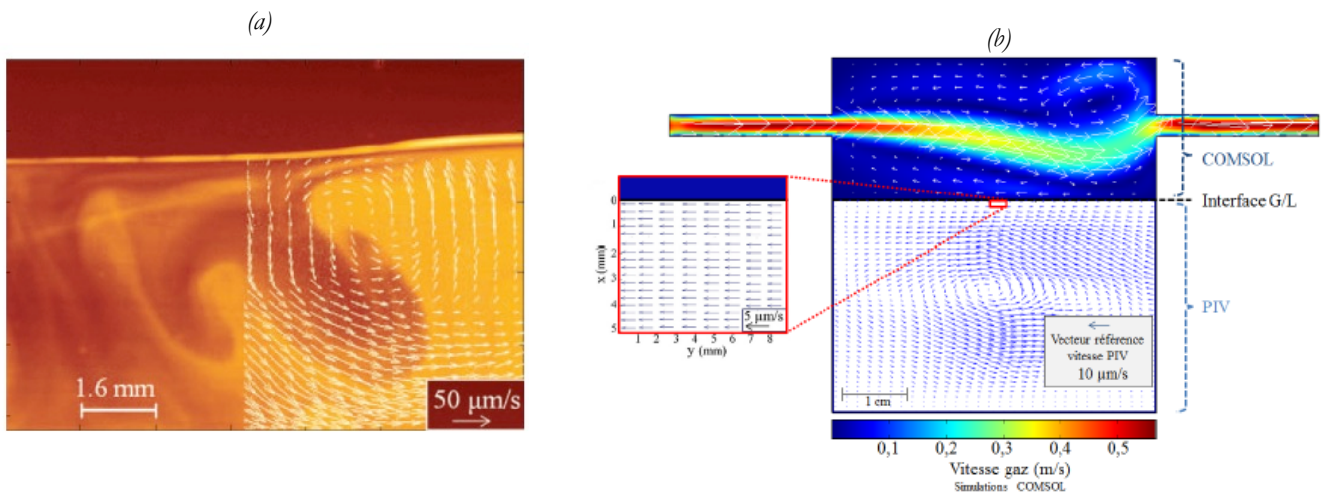 (a)
1.6 mm
50 µm/s
(b)
COMSOL
Interface G/L
PIV
0
1
2
3
4
5
x (mm)
1 2 3 4 5 6 7 8
y (mm)
5 µm/s
Vecteur référence
vitesse PIV
10 µm/s
1 cm
0,1 0,2 0,3 0,4 0,5
Vitesse gaz (m/s)
Simulations COMSOL